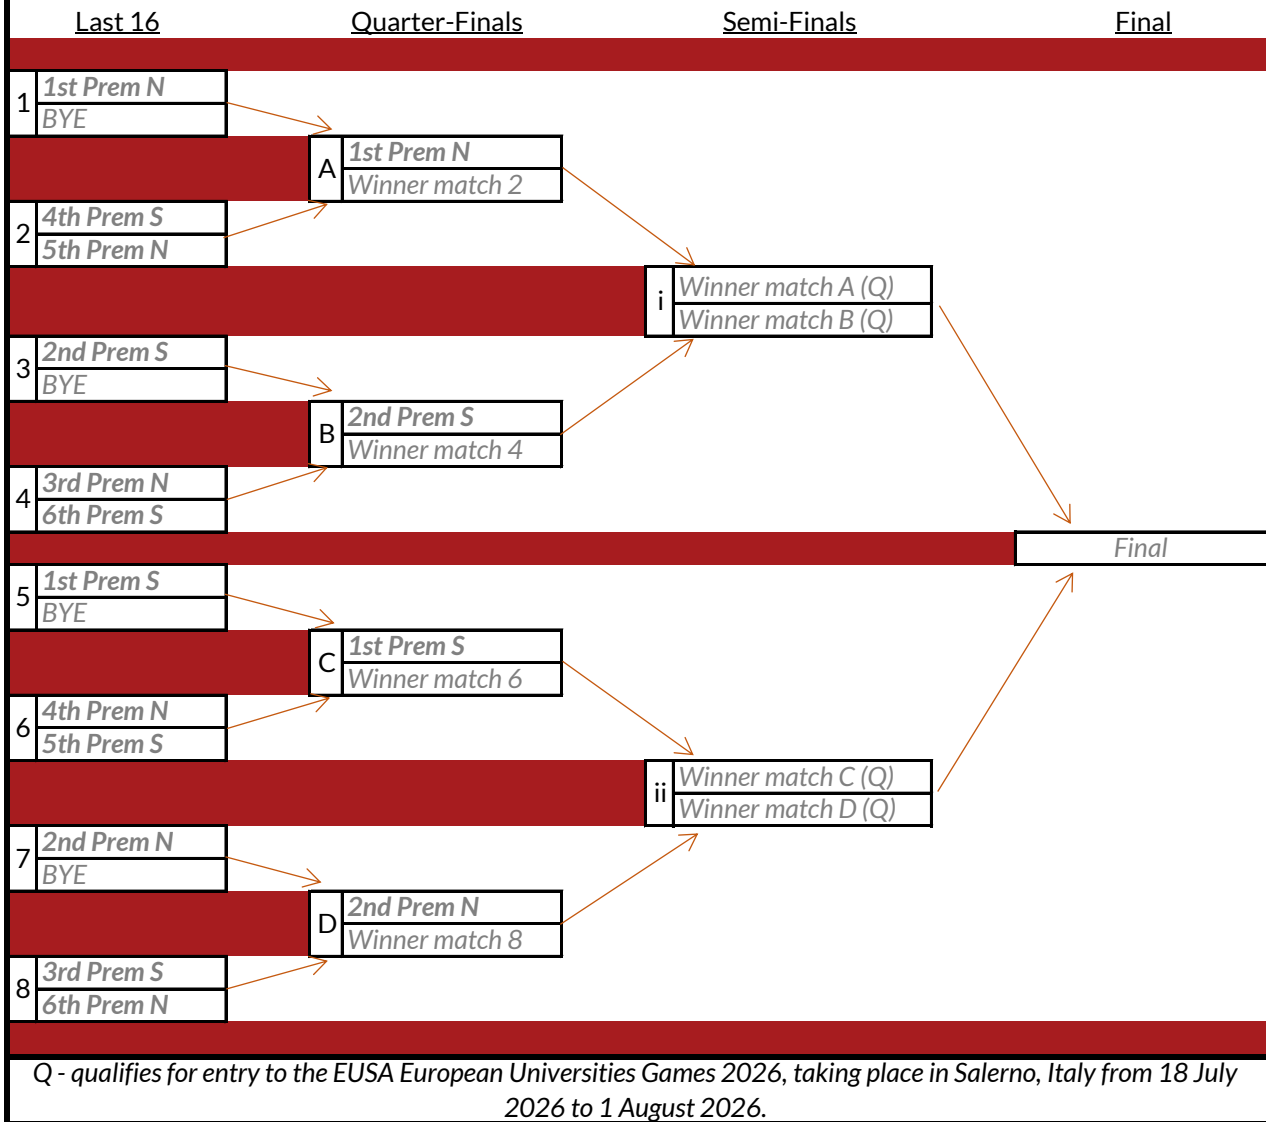 Last 16 Quarter-Finals Semi-Finals Final
1 1st Prem N
BYE
A 1st Prem N
Winner match 2
2 4th Prem S
5th Prem N
i Winner match A (Q)
Winner match B (Q)
3 2nd Prem S
BYE
B 2nd Prem S
Winner match 4
4 3rd Prem N
6th Prem S
Final
5 1st Prem S
BYE
C 1st Prem S
Winner match 6
6 4th Prem N
5th Prem S
ii Winner match C (Q)
Winner match D (Q)
7 2nd Prem N
BYE
D 2nd Prem N
Winner match 8
8 3rd Prem S
6th Prem N
Q - qualifies for entry to the EUSA European Universities Games 2026, taking place in Salerno, Italy from 18 July
2026 to 1 August 2026.